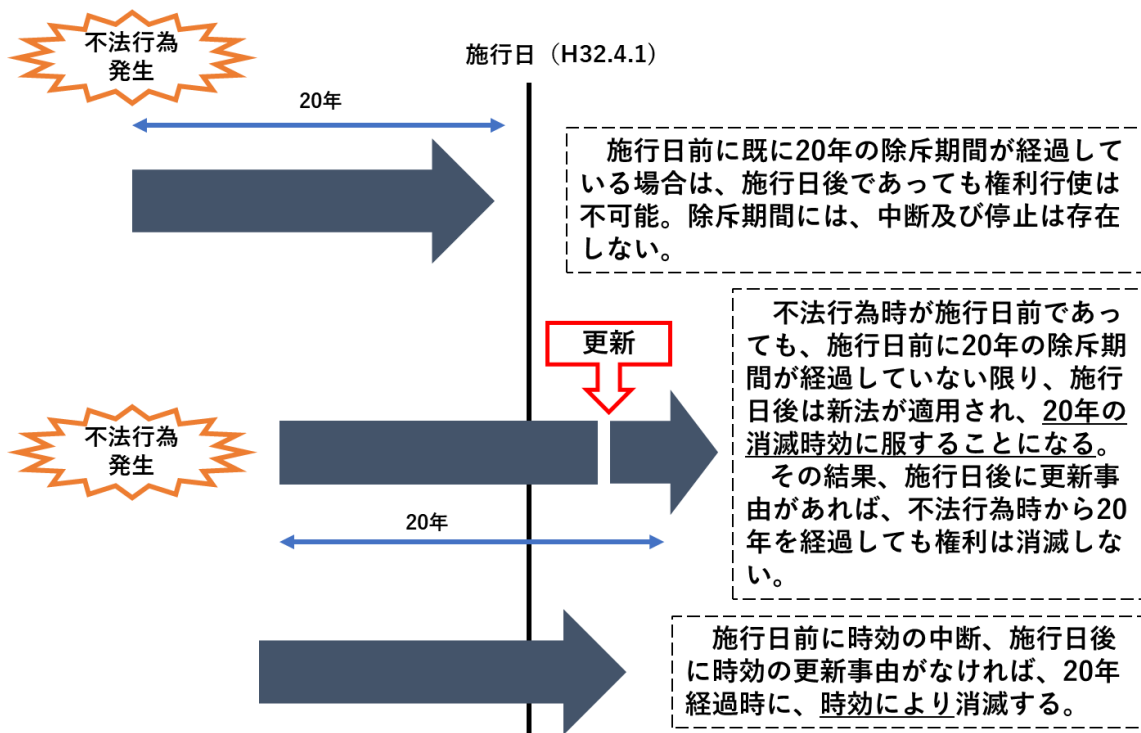 不法行為
発生
施行日（H32.4.1）
20年
施行日前に既に20年の除斥期間が経過して
いる場合は、施行日後であっても権利行使は
不可能。除斥期間には、中断及び停止は存在
しない。
更新
不法行為時が施行日前であっ
ても、施行日前に20年の除斥期
間が経過していない限り、施行
日後は新法が適用され、20年の
消滅時効に服することになる。
その結果、施行日後に更新事
由があれば、不法行為時から20
年を経過しても権利は消滅しな
い。
不法行為
発生
20年
施行日前に時効の中断、施行日後
に時効の更新事由がなければ、20年
経過時に、時効により消滅する。